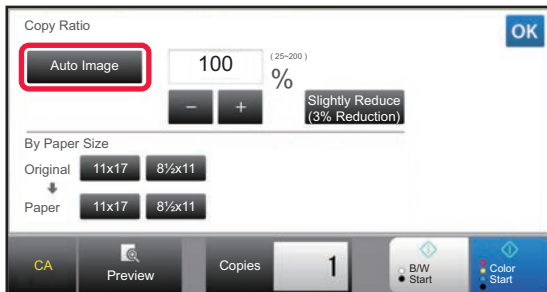 Copy Ratio
OK
Auto Image
100
(25~200)
%
− +
Slightly Reduce
(3% Reduction)
By Paper Size
Original 11x17 8½x11
Paper 11x17 8½x11
CA
Preview
Copies 1
B/W
Start
Color
Start